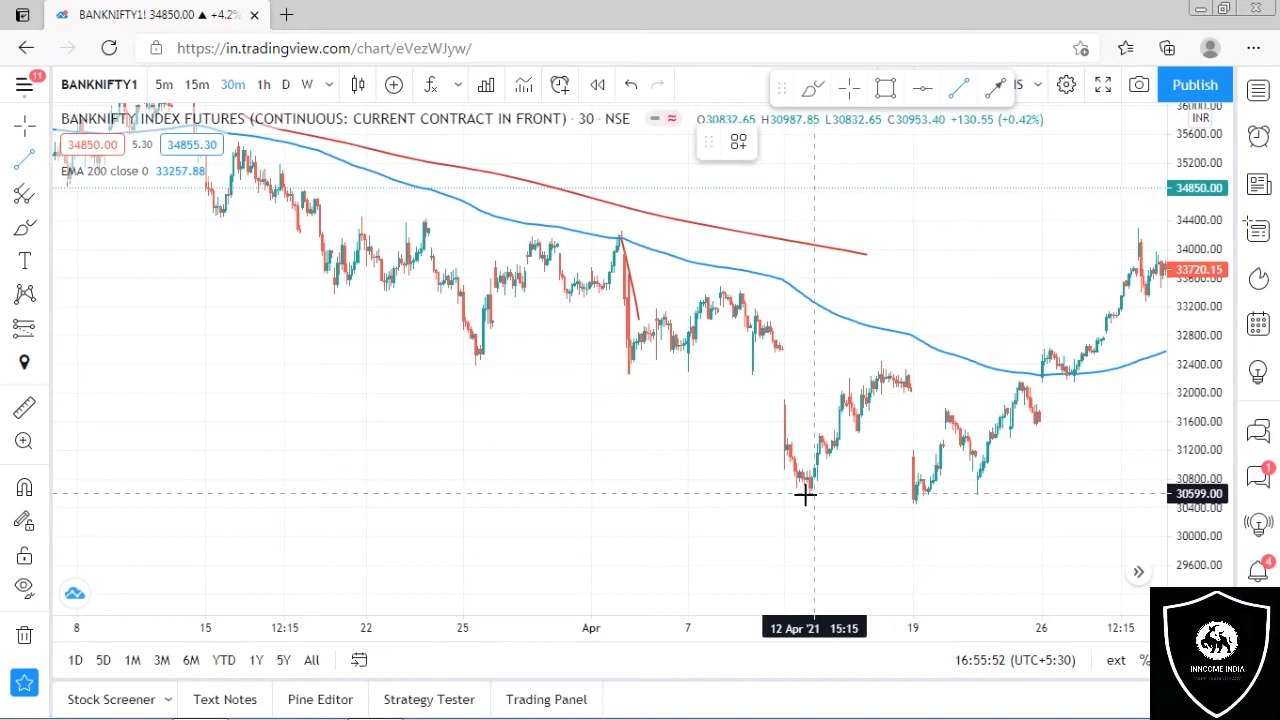 BANKNIFTY1! 34850.00 ▲ +4.2%
https://in.tradingview.com/chart/eVezWJyw/
11
BANKNIFTY1 5m 15m 30m 1h D W
Publish
BANKNIFTY INDEX FUTURES (CONTINUOUS: CURRENT CONTRACT IN FRONT) · 30 · NSE
O30832.65 H30987.85 L30832.65 C30953.40 +130.55 (+0.42%)
34850.00 5.30 34855.30
EMA 200 close 0 33257.88
36000.00
INR
35600.00
35200.00
34850.00
34400.00
34000.00
33720.15
33600.00
33200.00
32800.00
32400.00
32000.00
31600.00
31200.00
30800.00
30599.00
30400.00
30000.00
29600.00
1
4
8 15 12:15 22 25 Apr 7 12 Apr '21 15:15 19 26 12:15
1D 5D 1M 3M 6M YTD 1Y 5Y All
16:55:52 (UTC+5:30) ext %
Stock Screener Text Notes Pine Editor Strategy Tester Trading Panel
INNCOME INDIA